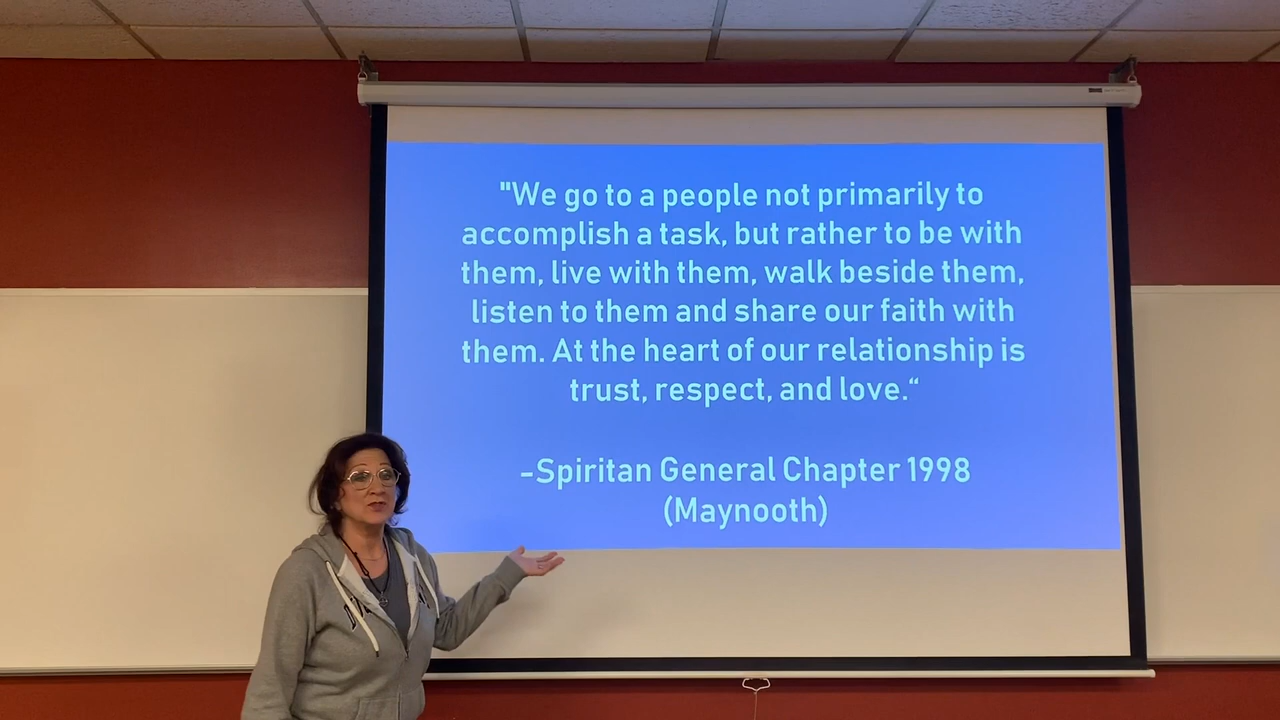 "We go to a people not primarily to
accomplish a task, but rather to be with
them, live with them, walk beside them,
listen to them and share our faith with
them. At the heart of our relationship is
trust, respect, and love.“
-Spiritan General Chapter 1998
(Maynooth)